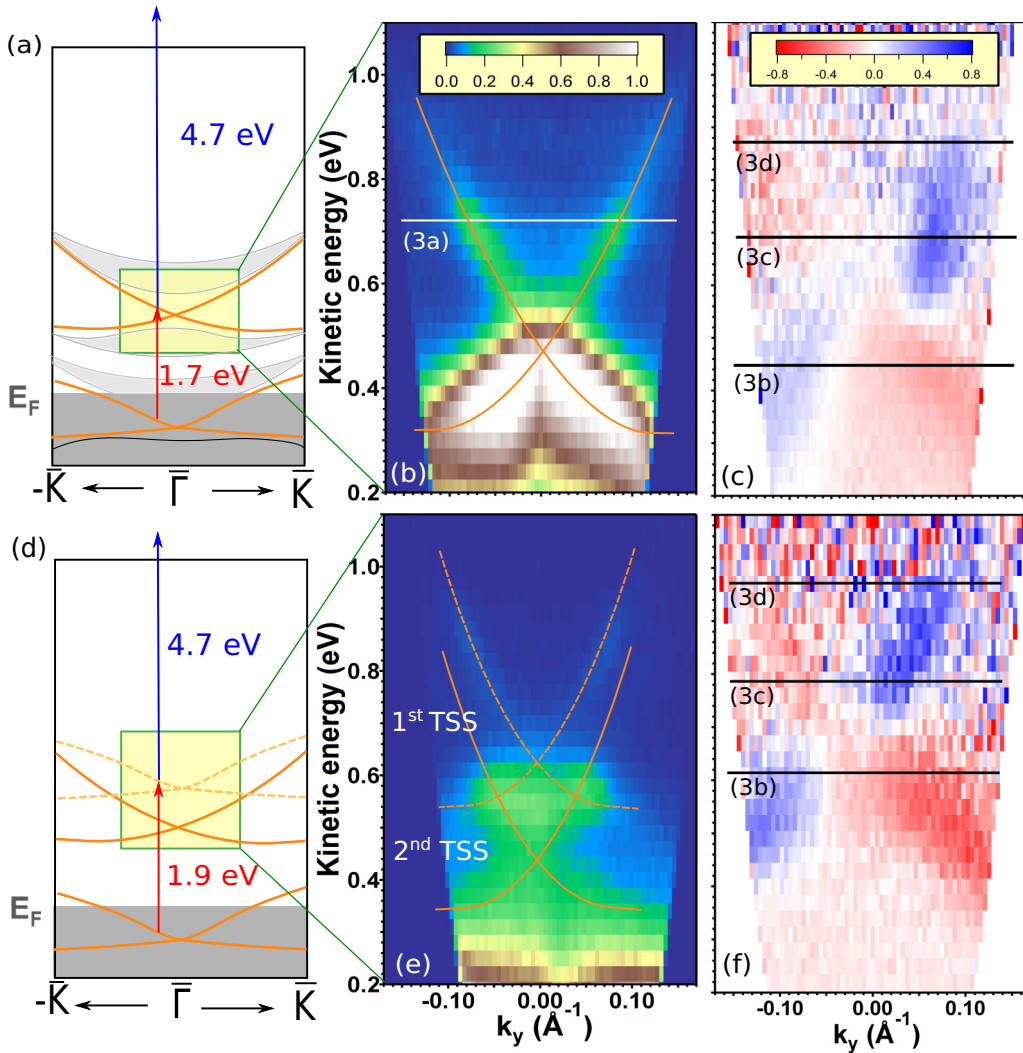 (a)
4.7 eV
1.7 eV
E_F
-K̅ Γ̅ K̅
Kinetic energy (eV)
1.0
0.8
0.6
0.4
0.2
0.0 0.2 0.4 0.6 0.8 1.0
(3a)
(b)
-0.8 -0.4 0.0 0.4 0.8
(3d)
(3c)
(3b)
(c)
(d)
4.7 eV
1.9 eV
E_F
-K̅ Γ̅ K̅
Kinetic energy (eV)
1.0
0.8
0.6
0.4
0.2
1ˢᵗ TSS
2ⁿᵈ TSS
(e)
-0.10 0.00 0.10
k_y (Å⁻¹)
(3d)
(3c)
(3b)
(f)
-0.10 0.00 0.10
k_y (Å⁻¹)